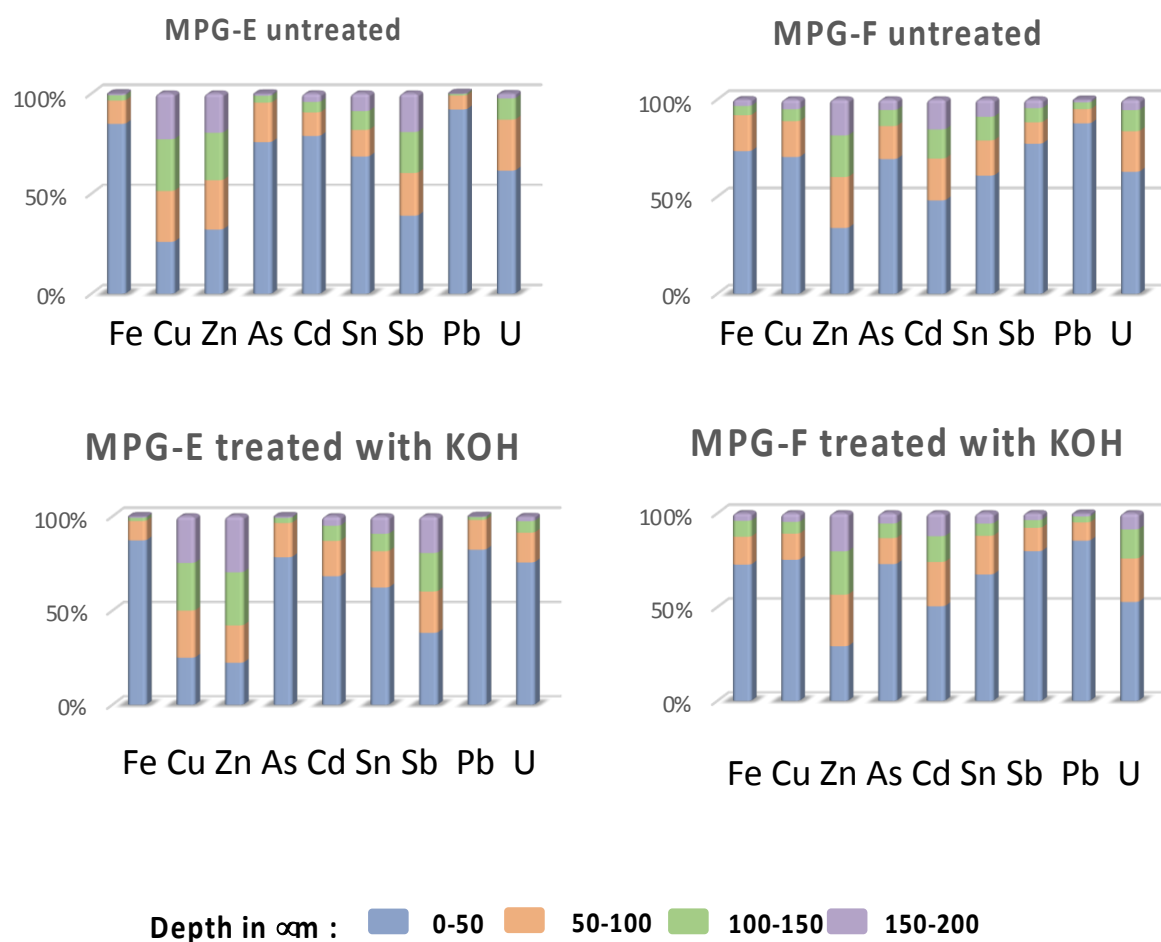 MPG-E untreated
100%
50%
0%
Fe Cu Zn As Cd Sn Sb Pb U
MPG-F untreated
100%
50%
0%
Fe Cu Zn As Cd Sn Sb Pb U
MPG-E treated with KOH
100%
50%
0%
Fe Cu Zn As Cd Sn Sb Pb U
MPG-F treated with KOH
100%
50%
0%
Fe Cu Zn As Cd Sn Sb Pb U
Depth in ∝m : 0-50 50-100 100-150 150-200